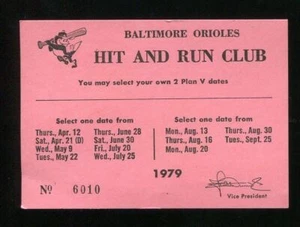 BALTIMORE ORIOLES
HIT AND RUN CLUB
You may select your own 2 Plan V dates
Select one date from
Thurs., Apr. 12 Thurs., June 28
Sat., Apr. 21 (D) Thurs., July 5
Wed., May 9 Fri., July 20
Tues., May 22 Wed., July 25
Select one date from
Mon., Aug. 13 Thurs., Aug. 30
Thurs., Aug. 16 Tues., Sept. 25
Mon., Aug. 20
1979
No 6010
Vice President